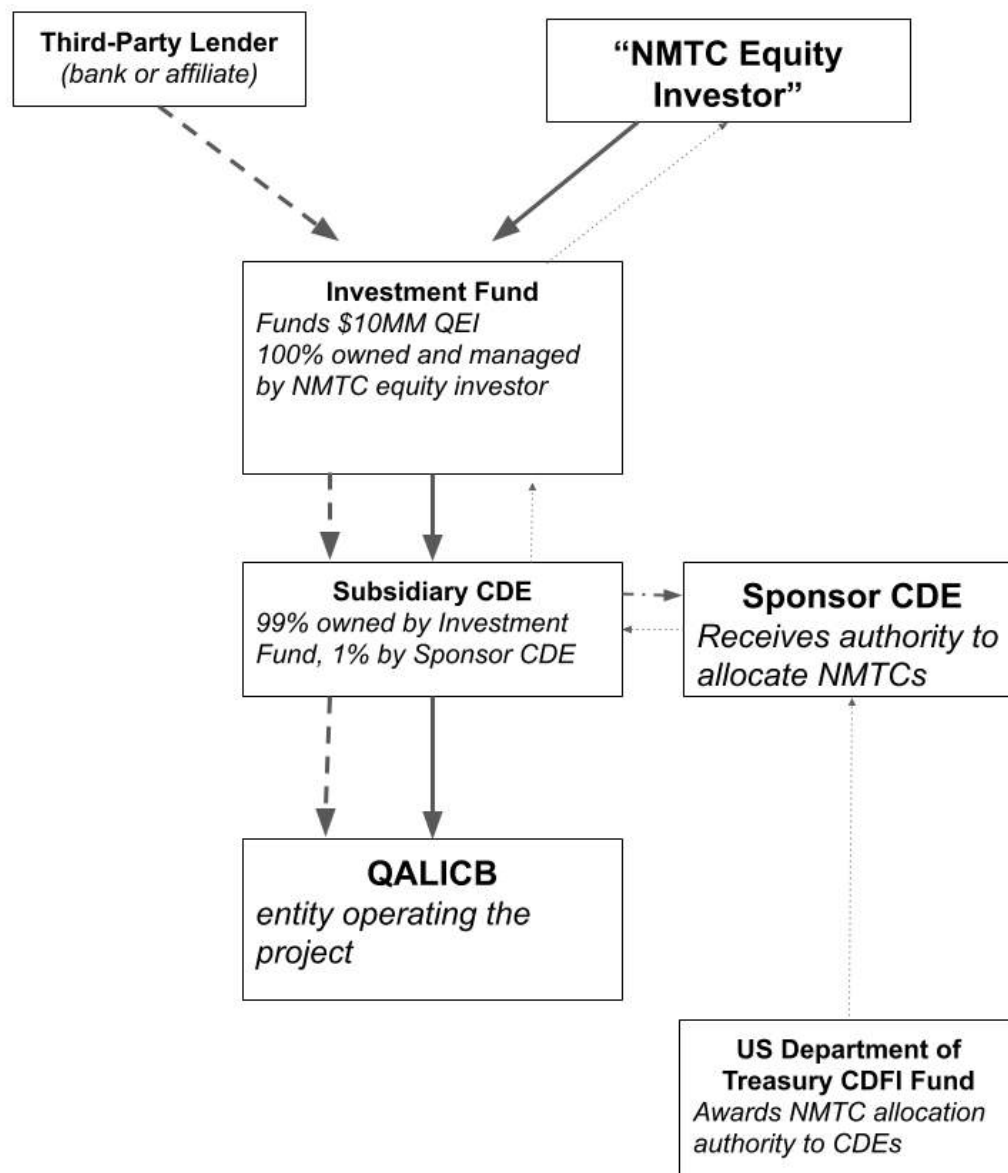 Third-Party Lender
(bank or affiliate)
“NMTC Equity
Investor”
Investment Fund
Funds $10MM QEI
100% owned and managed
by NMTC equity investor
Subsidiary CDE
99% owned by Investment
Fund, 1% by Sponsor CDE
Sponsor CDE
Receives authority to
allocate NMTCs
QALICB
entity operating the
project
US Department of
Treasury CDFI Fund
Awards NMTC allocation
authority to CDEs